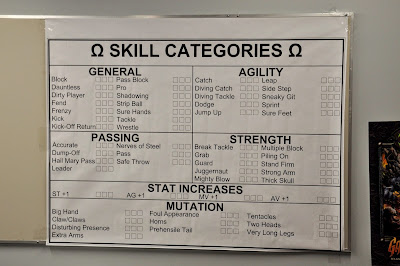 Ω SKILL CATEGORIES Ω
GENERAL
Block Pass Block
Dauntless Pro
Dirty Player Shadowing
Fend Strip Ball
Frenzy Sure Hands
Kick Tackle
Kick-Off Return Wrestle
AGILITY
Catch Leap
Diving Catch Side Step
Diving Tackle Sneaky Git
Dodge Sprint
Jump Up Sure Feet
PASSING
Accurate Nerves of Steel
Dump-Off Pass
Hail Mary Pass Safe Throw
Leader
STRENGTH
Break Tackle Multiple Block
Grab Piling On
Guard Stand Firm
Juggernaut Strong Arm
Mighty Blow Thick Skull
STAT INCREASES
ST +1 AG +1 MV +1 AV +1
MUTATION
Big Hand Foul Appearance Tentacles
Claw/Claws Horns Two Heads
Disturbing Presence Prehensile Tail Very Long Legs
Extra Arms